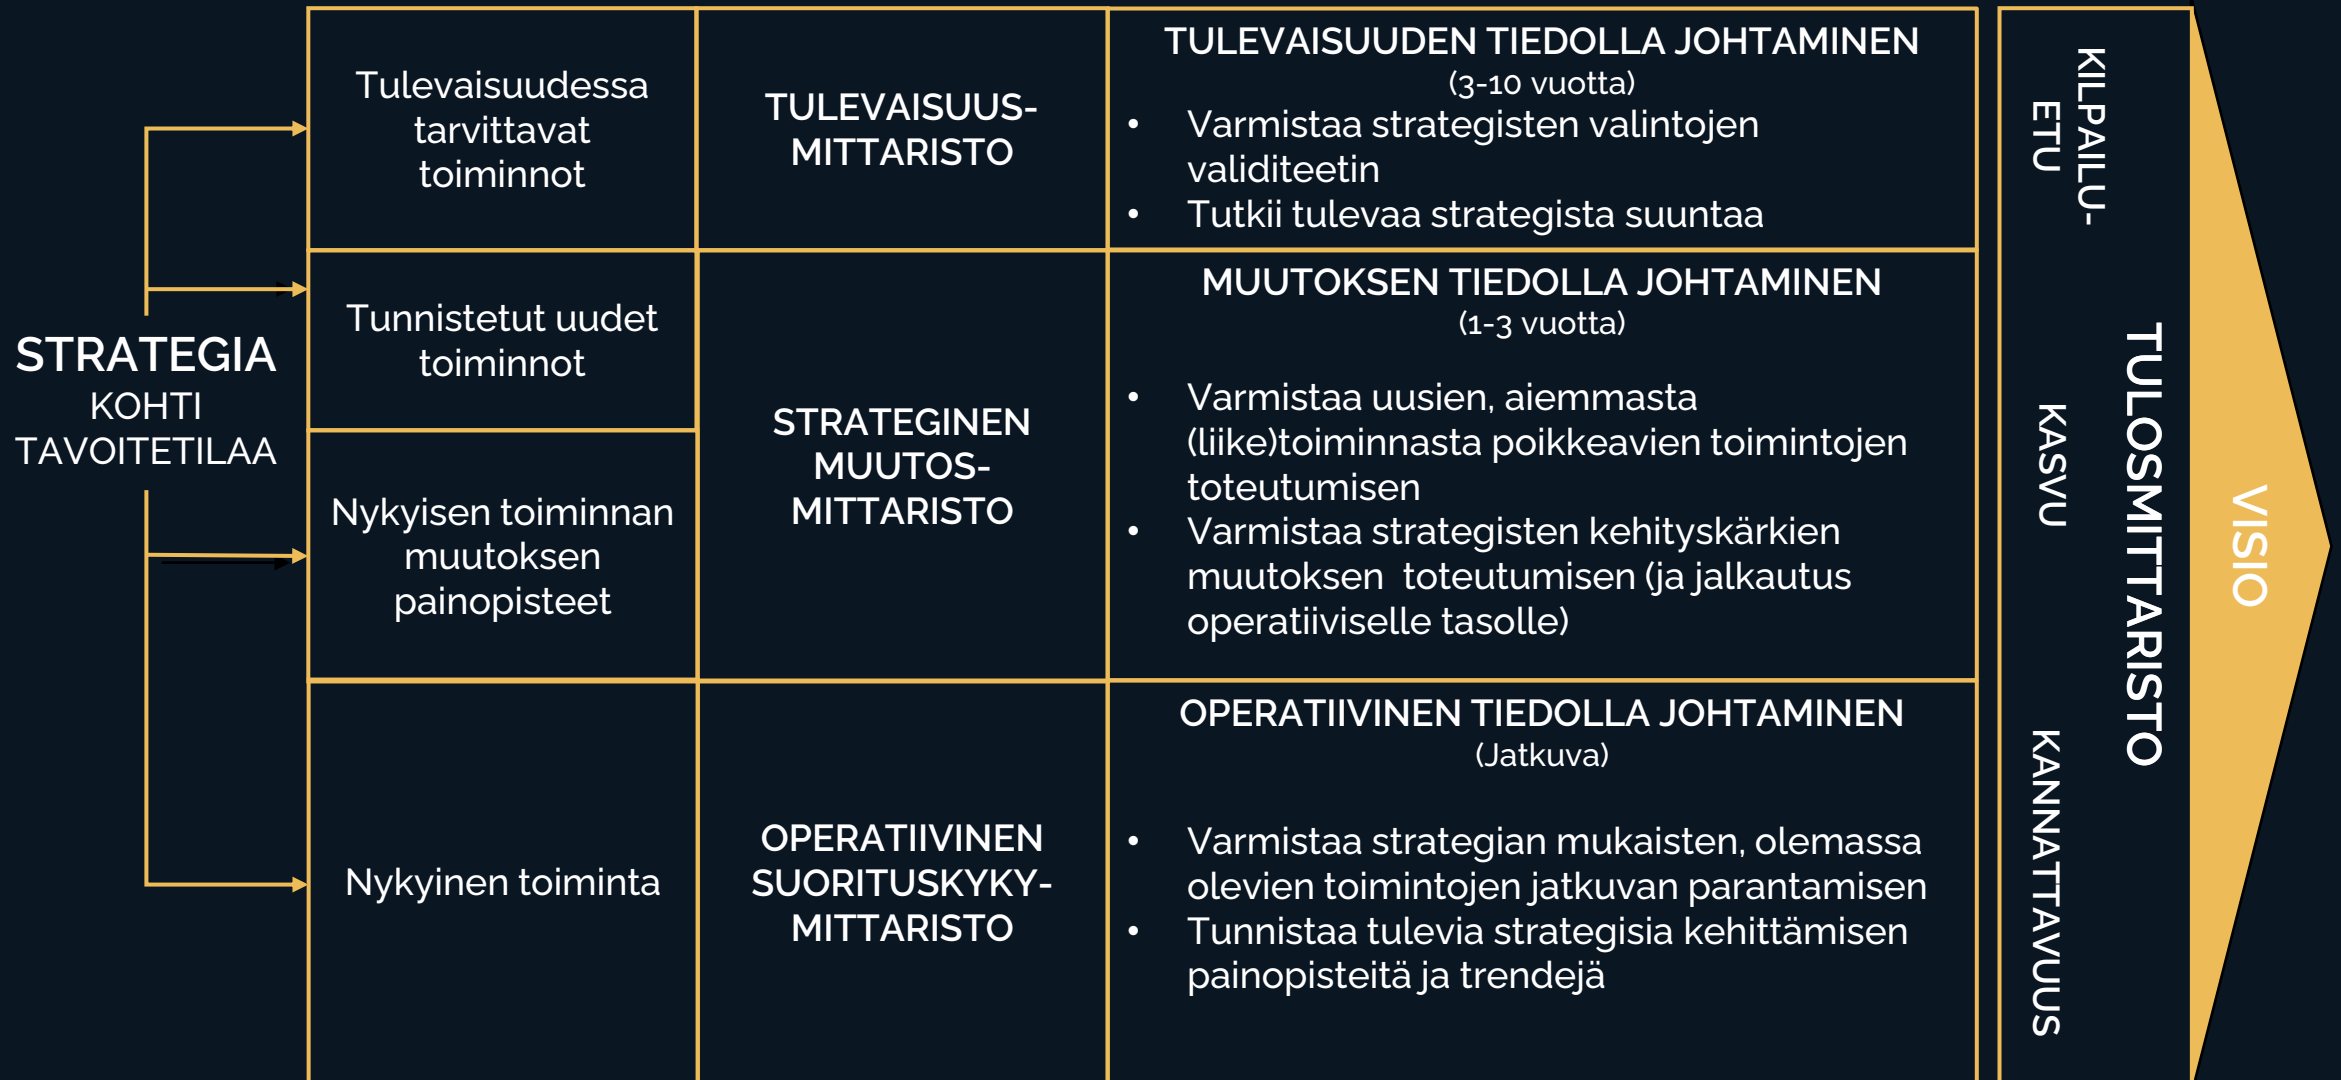 STRATEGIA
KOHTI
TAVOITETILAA
Tulevaisuudessa
tarvittavat
toiminnot
TULEVAISUUS-
MITTARISTO
TULEVAISUUDEN TIEDOLLA JOHTAMINEN
(3-10 vuotta)
• Varmistaa strategisten valintojen
validiteetin
• Tutkii tulevaa strategista suuntaa
Tunnistetut uudet
toiminnot
Nykyisen toiminnan
muutoksen
painopisteet
STRATEGINEN
MUUTOS-
MITTARISTO
MUUTOKSEN TIEDOLLA JOHTAMINEN
(1-3 vuotta)
• Varmistaa uusien, aiemmasta
(liike)toiminnasta poikkeavien toimintojen
toteutumisen
• Varmistaa strategisten kehityskärkien
muutoksen  toteutumisen (ja jalkautus
operatiiviselle tasolle)
Nykyinen toiminta
OPERATIIVINEN
SUORITUSKYKY-
MITTARISTO
OPERATIIVINEN TIEDOLLA JOHTAMINEN
(Jatkuva)
• Varmistaa strategian mukaisten, olemassa
olevien toimintojen jatkuvan parantamisen
• Tunnistaa tulevia strategisia kehittämisen
painopisteitä ja trendejä
KILPAILU-
ETU
KASVU
KANNATTAVUUS
TULOSMITTARISTO
VISIO